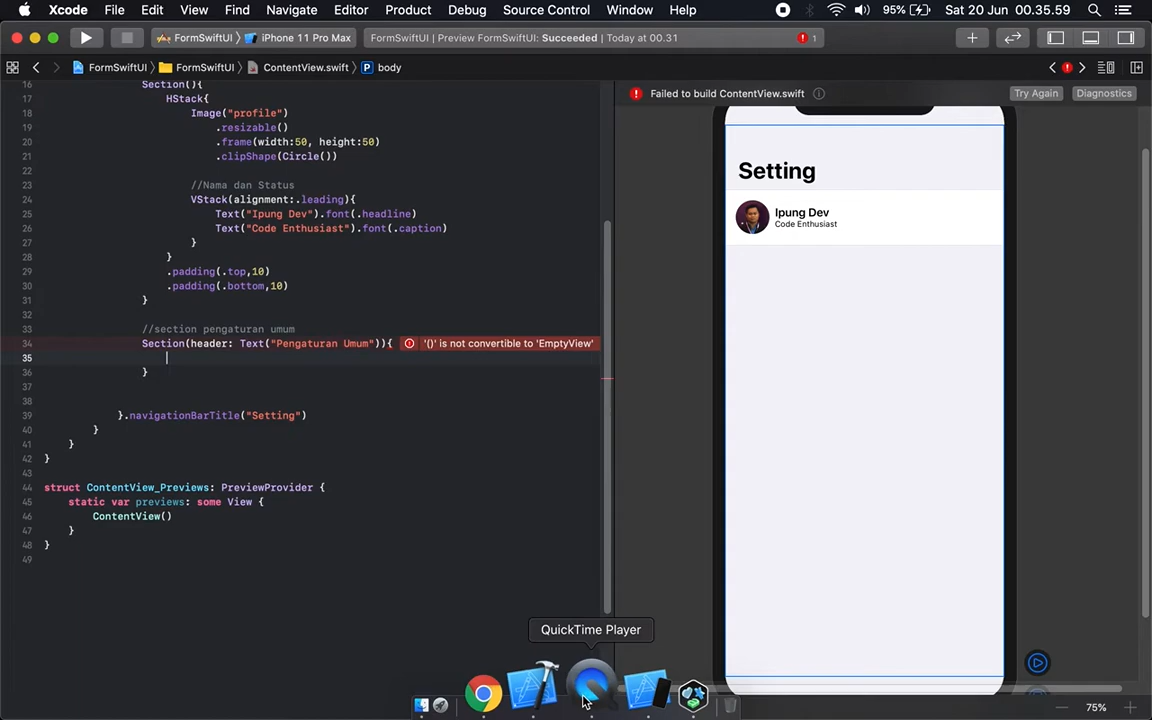 Xcode File Edit View Find Navigate Editor Product Debug Source Control Window Help 95% Sat 20 Jun 00.35.59
FormSwiftUI iPhone 11 Pro Max FormSwiftUI | Preview FormSwiftUI: Succeeded | Today at 00.31 1
FormSwiftUI FormSwiftUI ContentView.swift P body
Failed to build ContentView.swift Try Again Diagnostics
16 Section(){
17 HStack{
18 Image("profile")
19 .resizable()
20 .frame(width:50, height:50)
21 .clipShape(Circle())
22
23 //Nama dan Status
24 VStack(alignment:.leading){
25 Text("Ipung Dev").font(.headline)
26 Text("Code Enthusiast").font(.caption)
27 }
28 }
29 .padding(.top,10)
30 .padding(.bottom,10)
31 }
32
33 //section pengaturan umum
34 Section(header: Text("Pengaturan Umum")){ '()' is not convertible to 'EmptyView'
35
36 }
37
38
39 }.navigationBarTitle("Setting")
40 }
41 }
42 }
43
44 struct ContentView_Previews: PreviewProvider {
45 static var previews: some View {
46 ContentView()
47 }
48 }
49
Setting
Ipung Dev
Code Enthusiast
QuickTime Player
75%